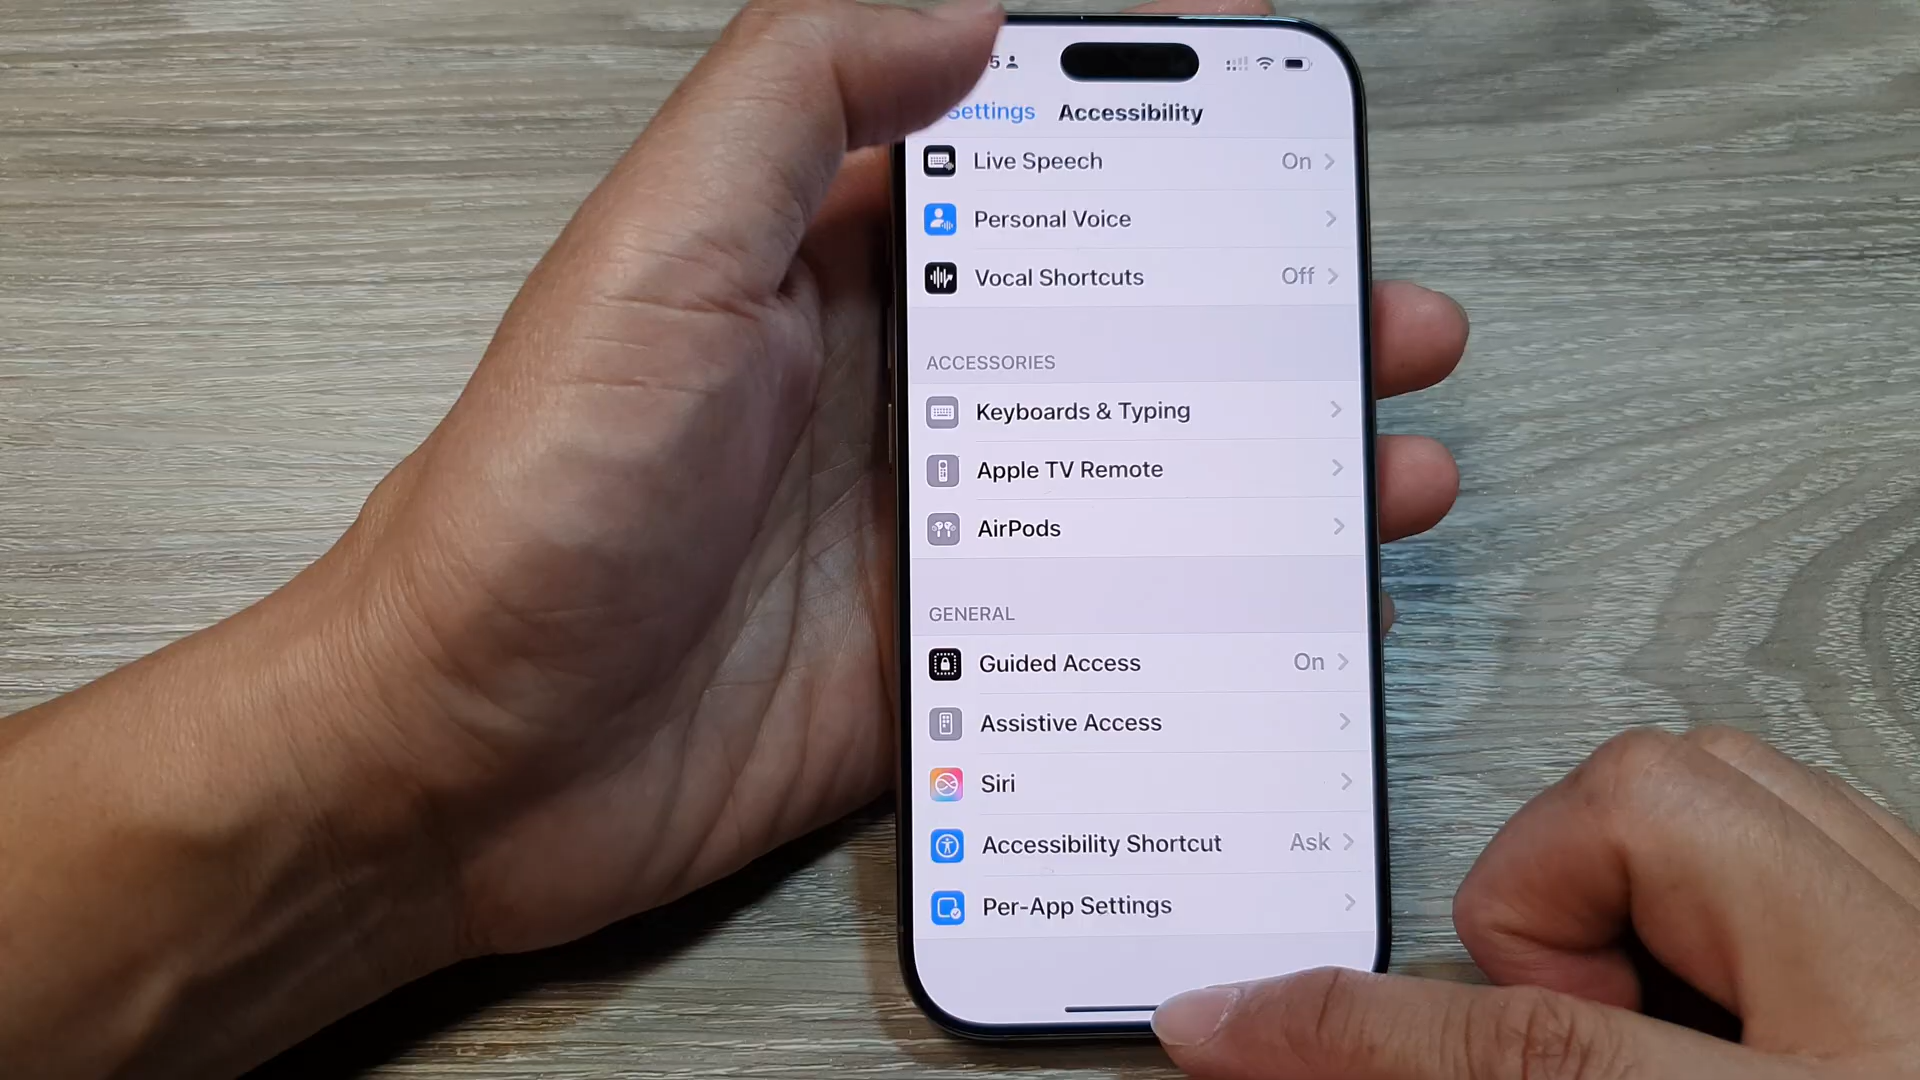 5
Settings Accessibility
Live Speech On
Personal Voice
Vocal Shortcuts Off
ACCESSORIES
Keyboards & Typing
Apple TV Remote
AirPods
GENERAL
Guided Access On
Assistive Access
Siri
Accessibility Shortcut Ask
Per-App Settings